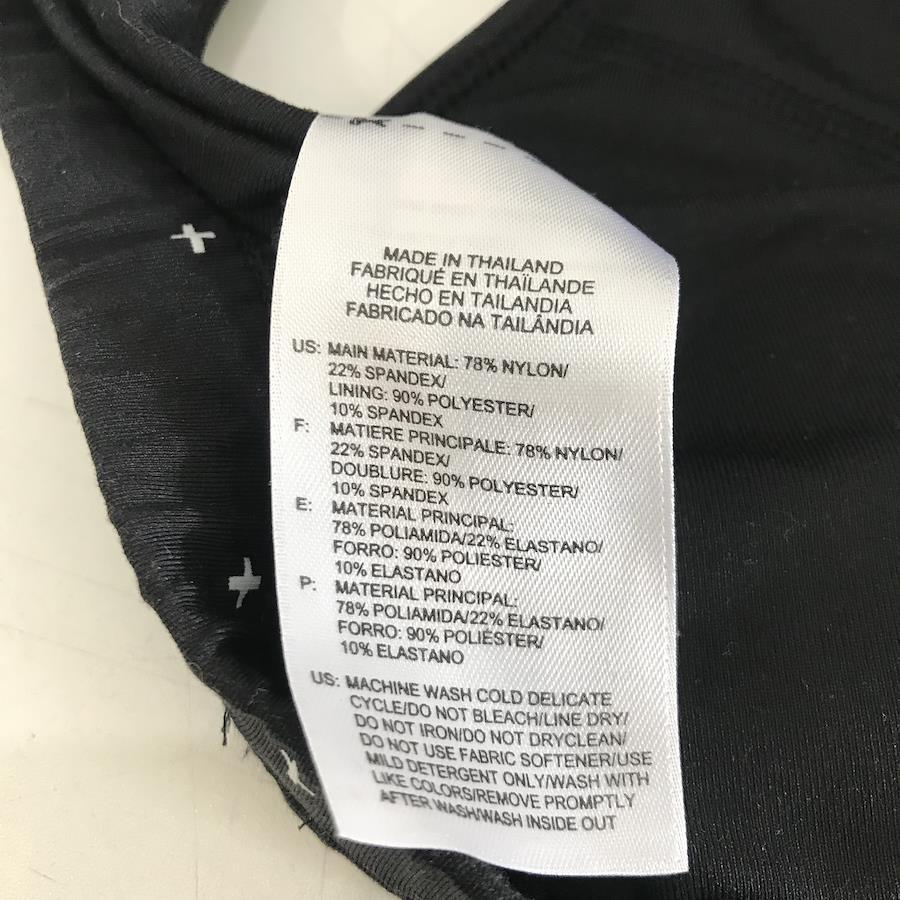 MADE IN THAILAND
FABRIQUÉ EN THAÏLANDE
HECHO EN TAILANDIA
FABRICADO NA TAILÂNDIA
US: MAIN MATERIAL: 78% NYLON/
22% SPANDEX/
LINING: 90% POLYESTER/
10% SPANDEX
F: MATIERE PRINCIPALE: 78% NYLON/
22% SPANDEX/
DOUBLURE: 90% POLYESTER/
10% SPANDEX
E: MATERIAL PRINCIPAL:
78% POLIAMIDA/22% ELASTANO/
FORRO: 90% POLIESTER/
10% ELASTANO
P: MATERIAL PRINCIPAL:
78% POLIAMIDA/22% ELASTANO/
FORRO: 90% POLIÉSTER/
10% ELASTANO
US: MACHINE WASH COLD DELICATE
CYCLE/DO NOT BLEACH/LINE DRY/
DO NOT IRON/DO NOT DRYCLEAN/
DO NOT USE FABRIC SOFTENER/USE
MILD DETERGENT ONLY/WASH WITH
LIKE COLORS/REMOVE PROMPTLY
AFTER WASH/WASH INSIDE OUT